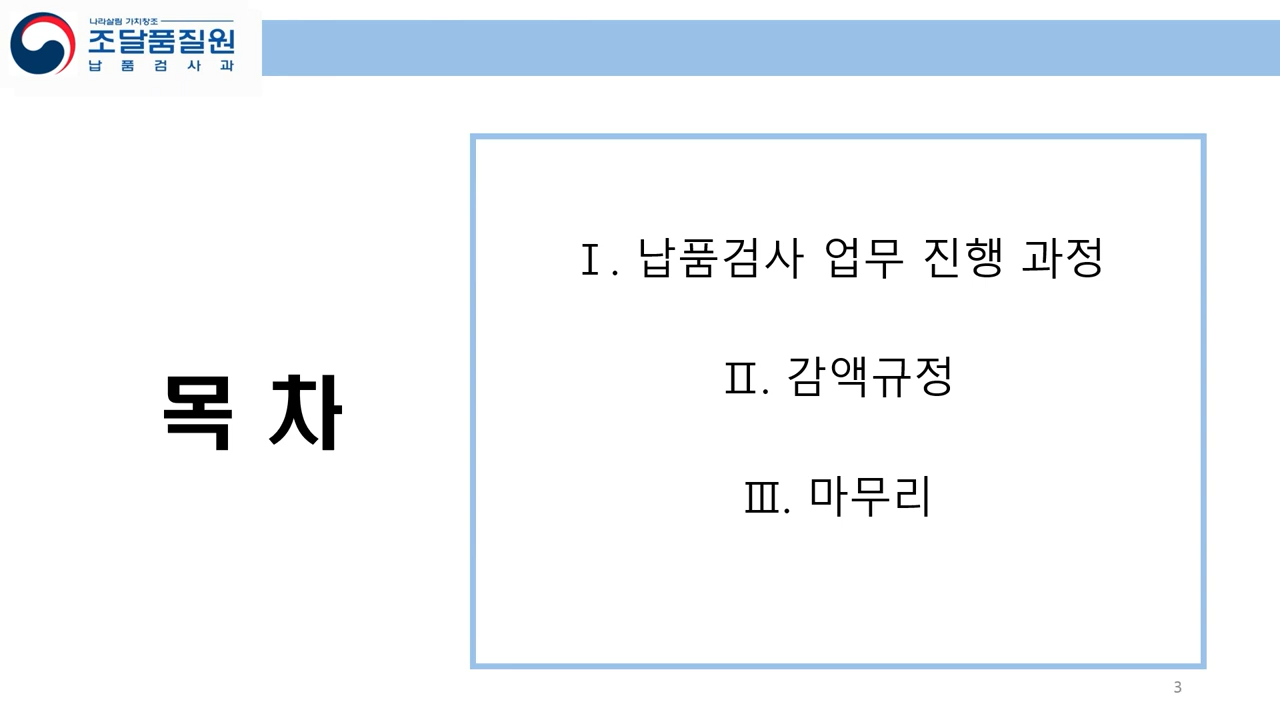 나라살림 가치창조
조달품질원
납품검사과
목 차
Ⅰ. 납품검사 업무 진행 과정
Ⅱ. 감액규정
Ⅲ. 마무리
3